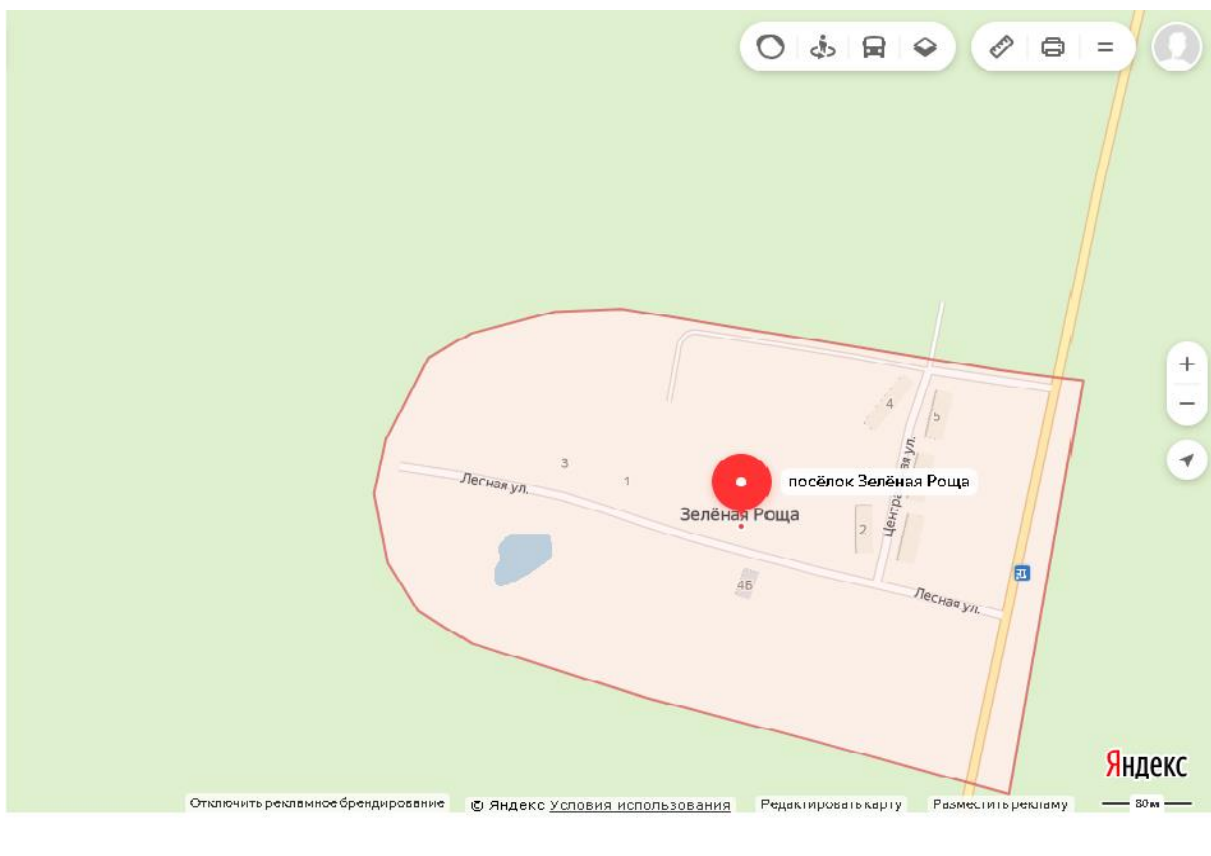 4
5
3
Лесная ул.
1
посёлок Зелёная Роща
Зелёная Роща
2
4Б
Лесная ул.
Яндекс
Отключить рекламное брендирование
© Яндекс Условия использования
Редактировать карту
Разместить рекламу
80 м